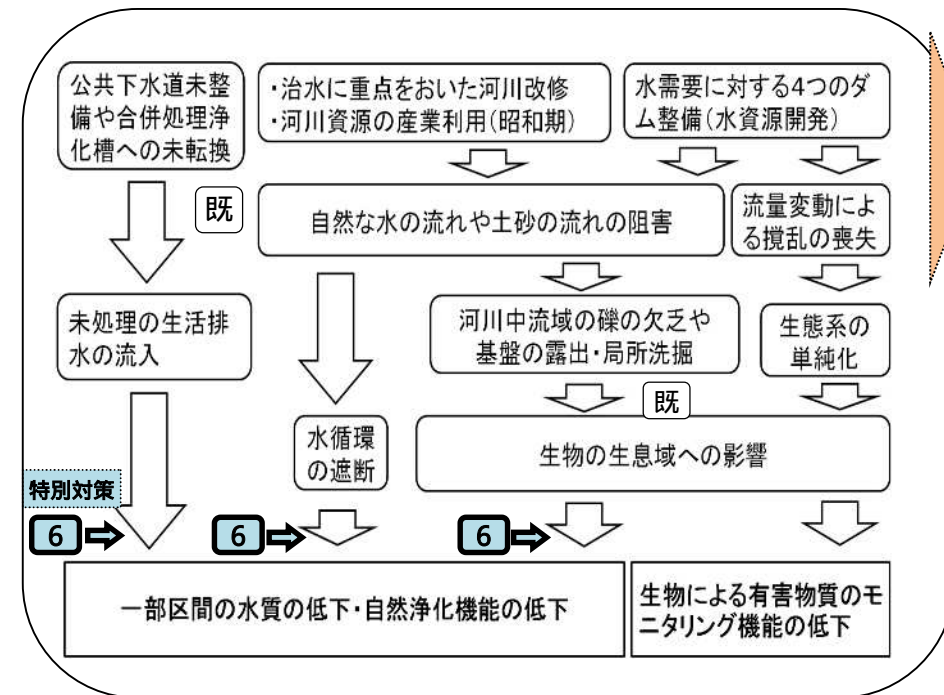 公共下水道未整
備や合併処理浄
化槽への未転換
・治水に重点をおいた河川改修
・河川資源の産業利用(昭和期)
水需要に対する4つのダ
ム整備(水資源開発)
既
自然な水の流れや土砂の流れの阻害
流量変動によ
る撹乱の喪失
未処理の生活排
水の流入
河川中流域の礫の欠乏や
基盤の露出・局所洗掘
生態系の
単純化
既
水循環
の遮断
生物の生息域への影響
特別対策
6
6
6
一部区間の水質の低下・自然浄化機能の低下
生物による有害物質のモ
ニタリング機能の低下